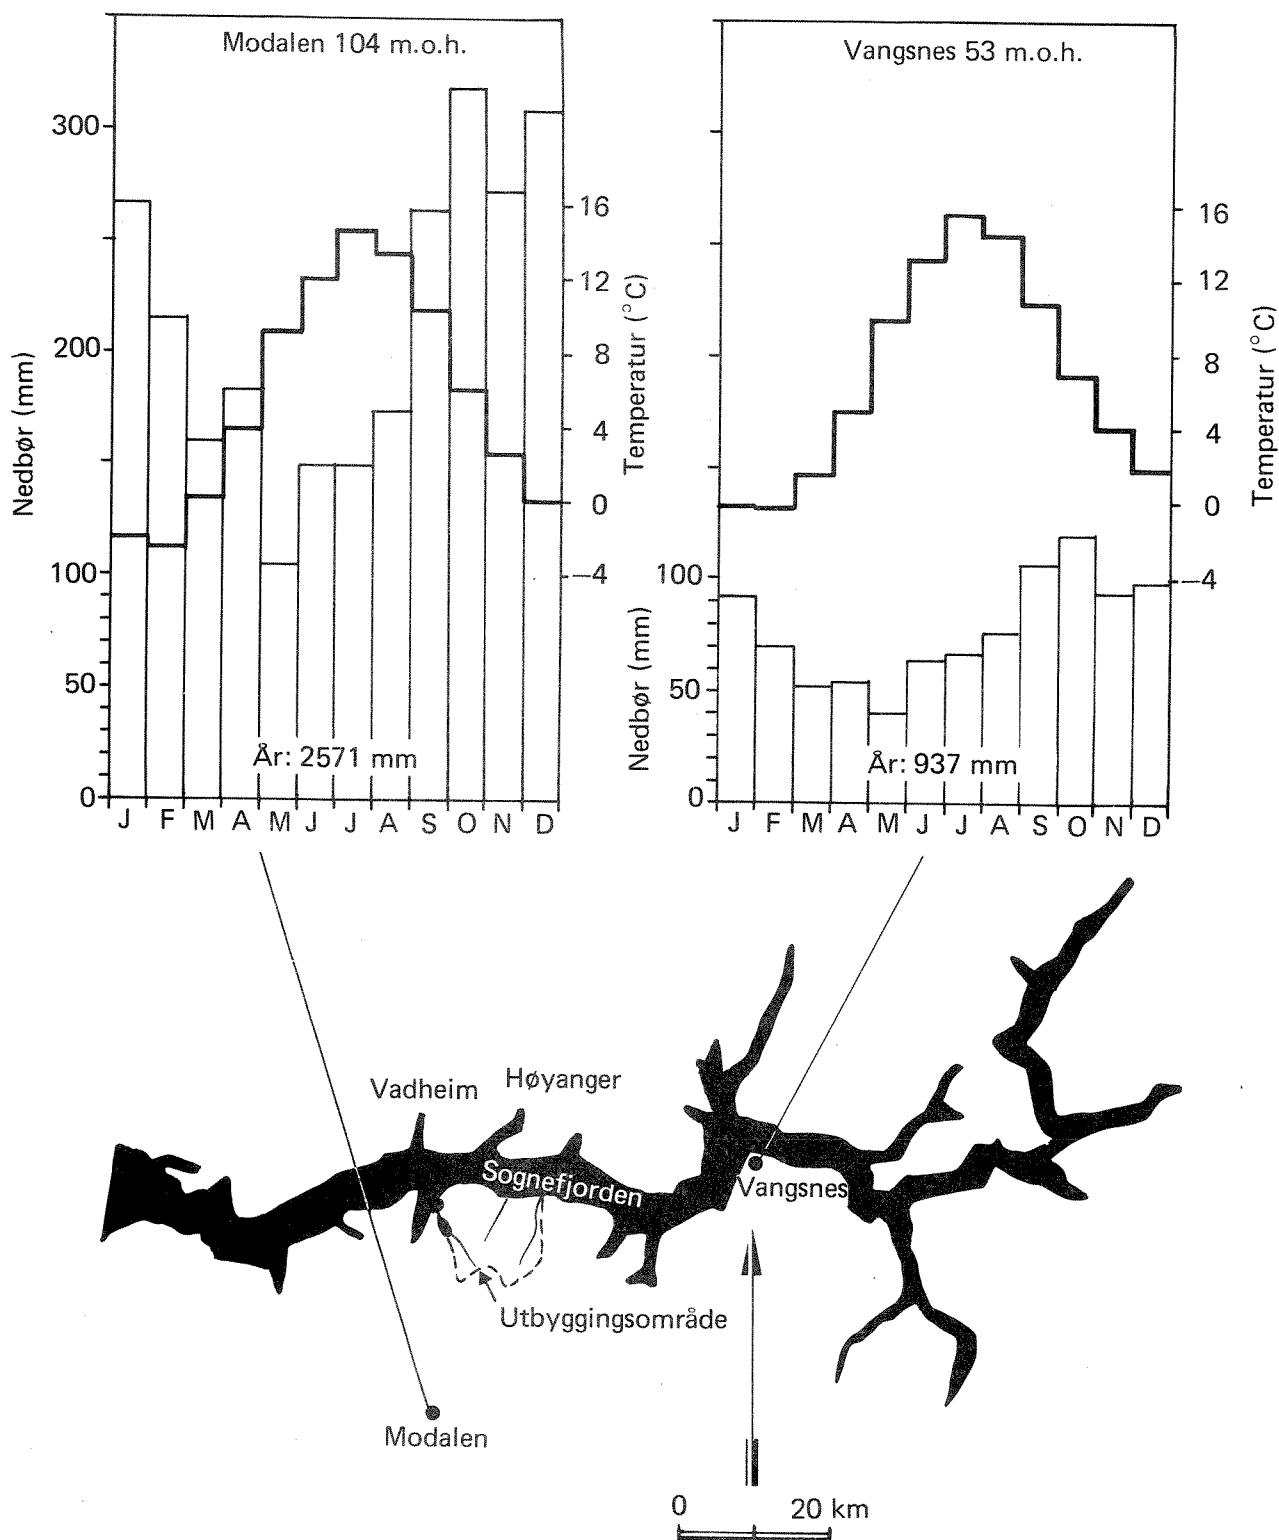 Modalen 104 m.o.h.
300
200
100
50
0
Nedbør (mm)
16
12
8
4
0
−4
Temperatur (°C)
År: 2571 mm
J F M A M J J A S O N D
Vangsnes 53 m.o.h.
100
50
0
Nedbør (mm)
16
12
8
4
0
−4
Temperatur (°C)
År: 937 mm
J F M A M J J A S O N D
Vadheim
Høyanger
Sognefjorden
Vangsnes
Utbyggingsområde
Modalen
0 20 km